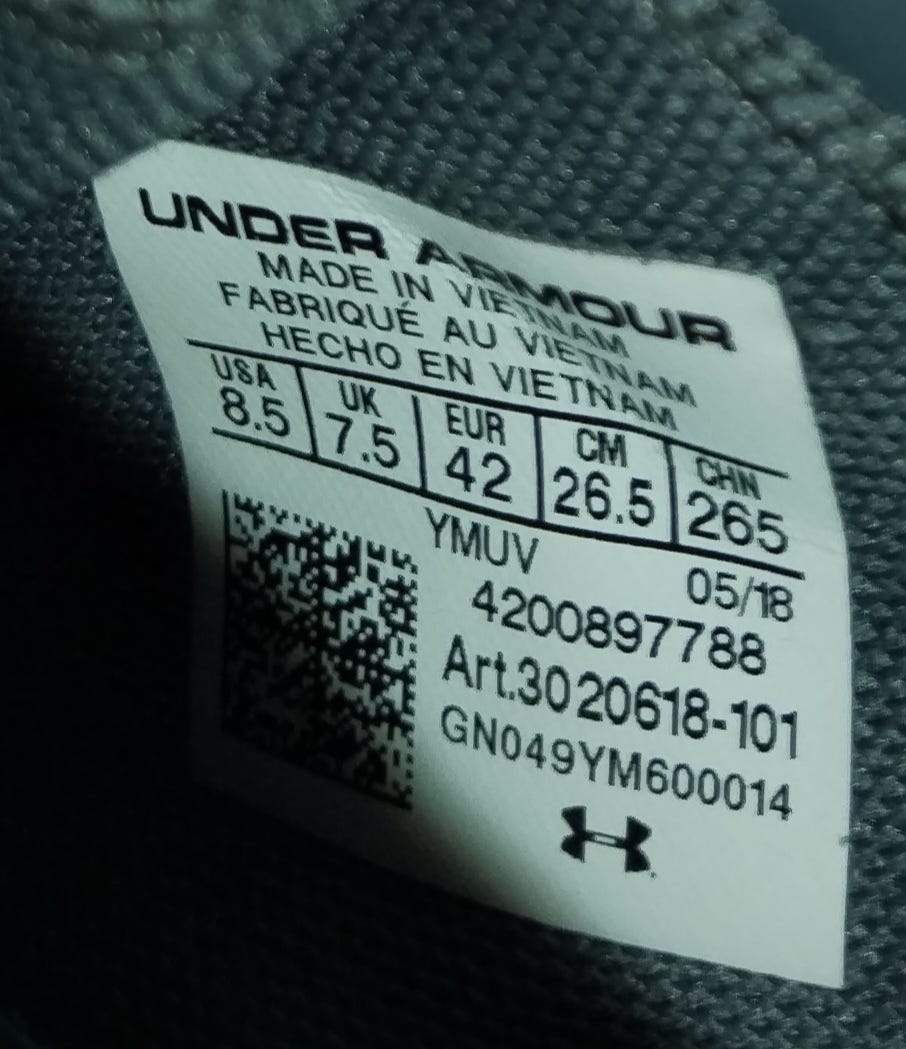 UNDER ARMOUR
MADE IN VIETNAM
FABRIQUÉ AU VIETNAM
HECHO EN VIETNAM
USA UK EUR CM CHN
8.5 7.5 42 26.5 265
YMUV 05/18
4200897788
Art.3020618-101
GN049YM600014